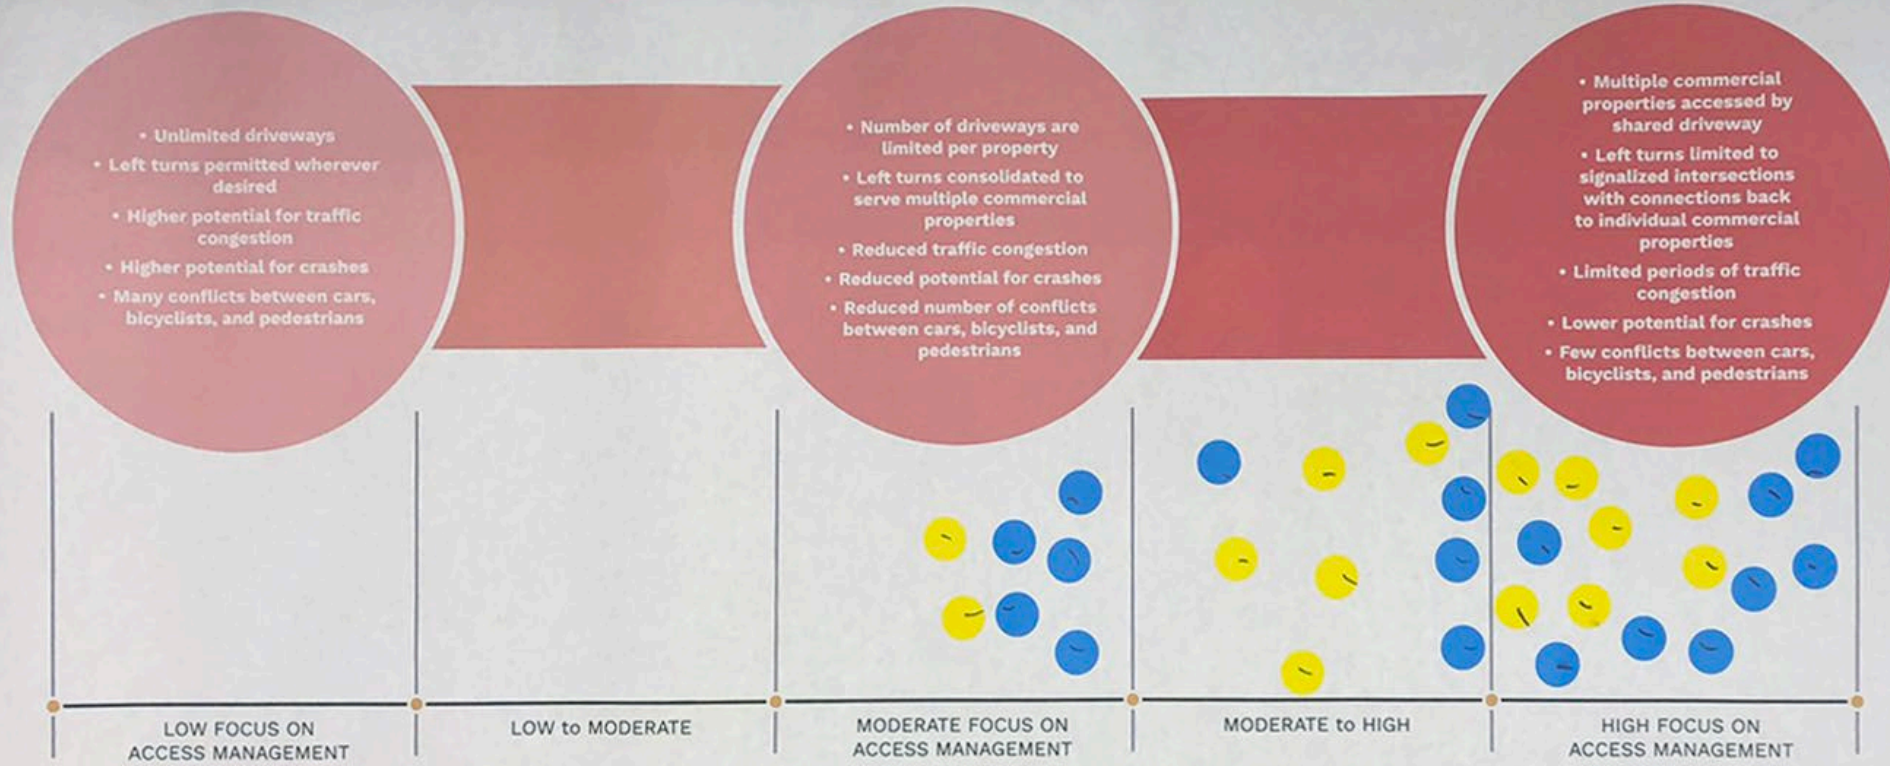 • Unlimited driveways
• Left turns permitted wherever
desired
• Higher potential for traffic
congestion
• Higher potential for crashes
• Many conflicts between cars,
bicyclists, and pedestrians
• Number of driveways are
limited per property
• Left turns consolidated to
serve multiple commercial
properties
• Reduced traffic congestion
• Reduced potential for crashes
• Reduced number of conflicts
between cars, bicyclists, and
pedestrians
• Multiple commercial
properties accessed by
shared driveway
• Left turns limited to
signalized intersections
with connections back
to individual commercial
properties
• Limited periods of traffic
congestion
• Lower potential for crashes
• Few conflicts between cars,
bicyclists, and pedestrians
LOW FOCUS ON
ACCESS MANAGEMENT
LOW to MODERATE
MODERATE FOCUS ON
ACCESS MANAGEMENT
MODERATE to HIGH
HIGH FOCUS ON
ACCESS MANAGEMENT